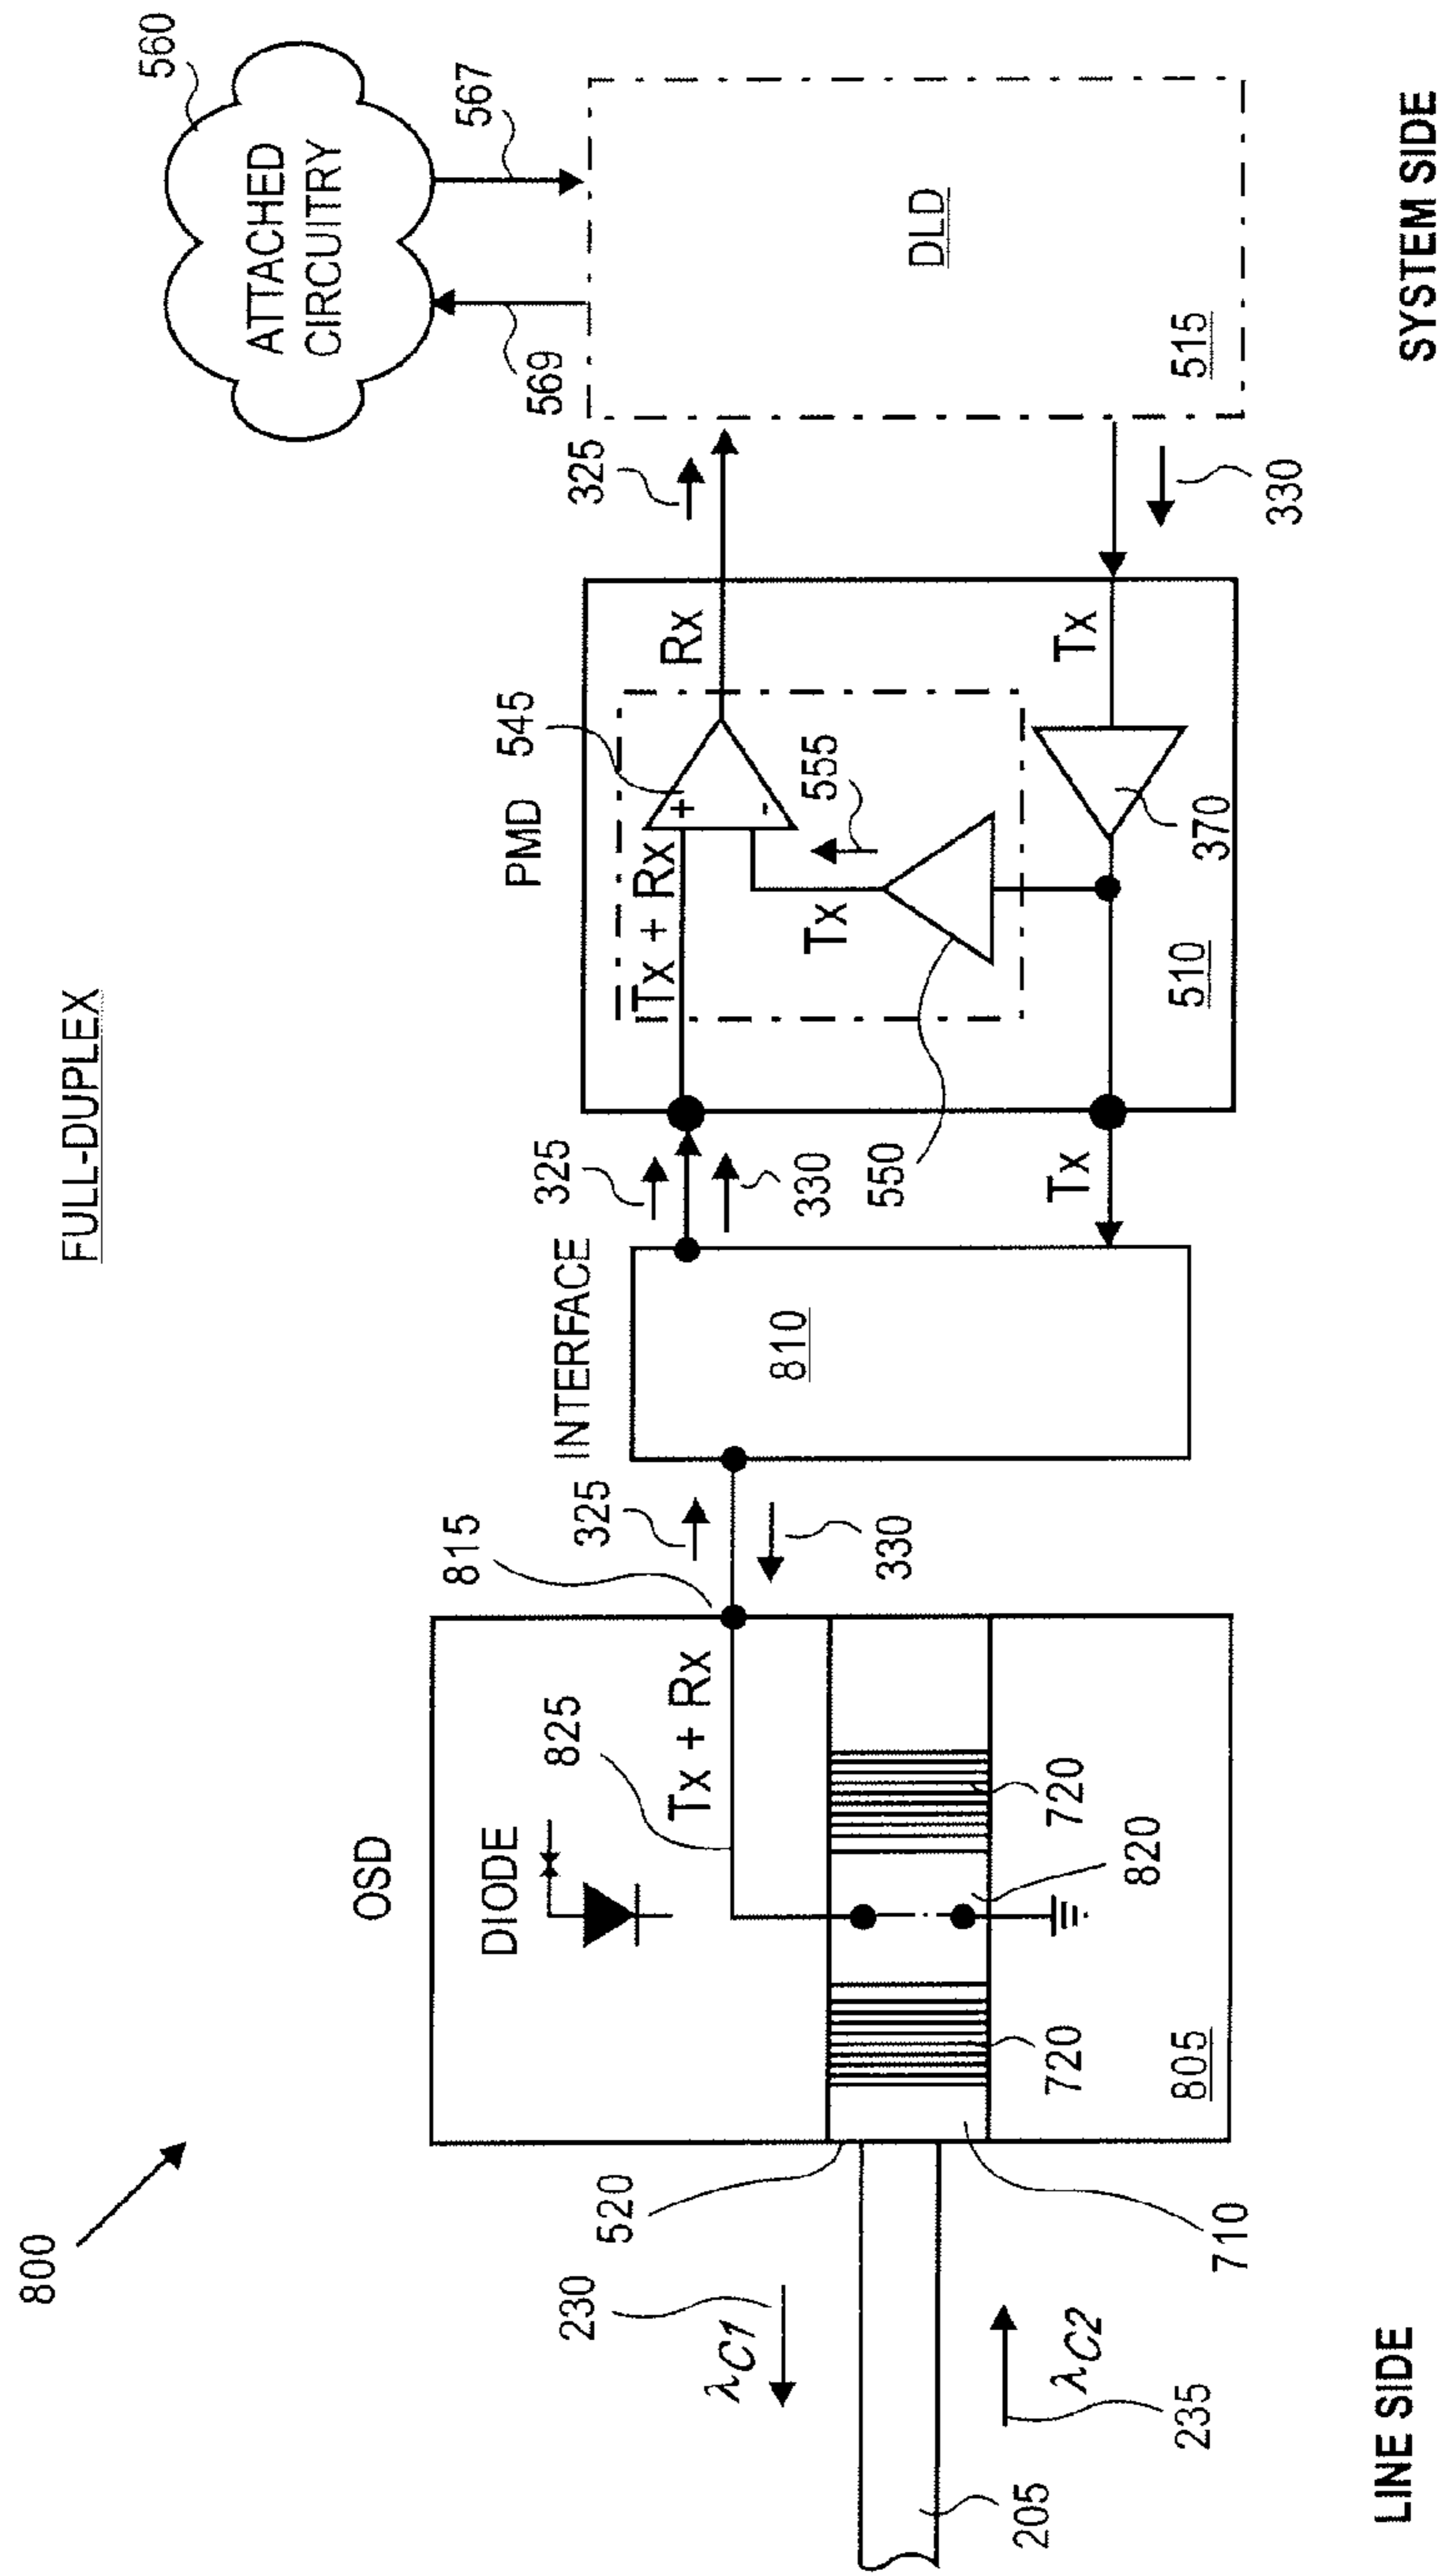 FULL-DUPLEX
800
560
ATTACHED
CIRCUITRY
567
569
OSD
INTERFACE
PMD
DLD
DIODE
825
815
Tx + Rx
325
330
810
325
330
Tx
545
Tx + Rx
+
-
Rx
Tx
555
550
Tx
370
510
325
330
515
520
230
λC1
λC2
235
205
710
720
720
820
805
LINE SIDE
SYSTEM SIDE